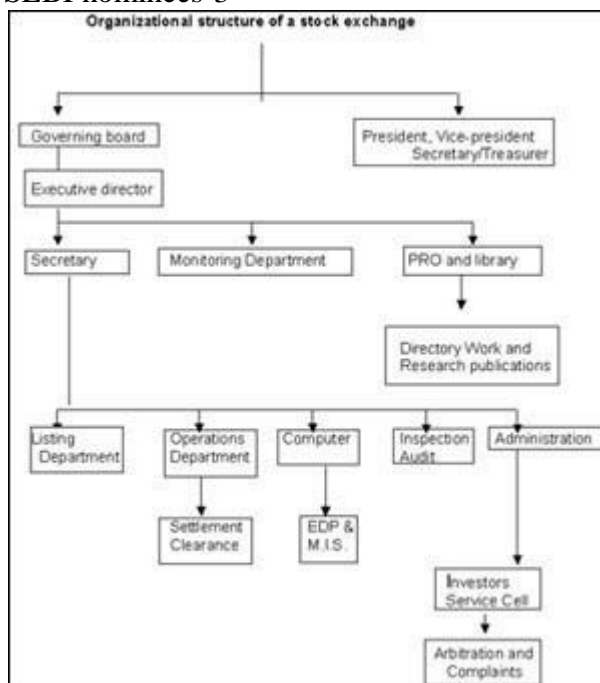 SEBI nominees-3
Organizational structure of a stock exchange
Governing board
President, Vice-president
Secretary/Treasurer
Executive director
Secretary
Monitoring Department
PRO and library
Directory Work and
Research publications
Listing
Department
Operations
Department
Computer
Inspection
Audit
Administration
Settlement
Clearance
EDP &
M.I.S.
Investors
Service Cell
Arbitration and
Complaints